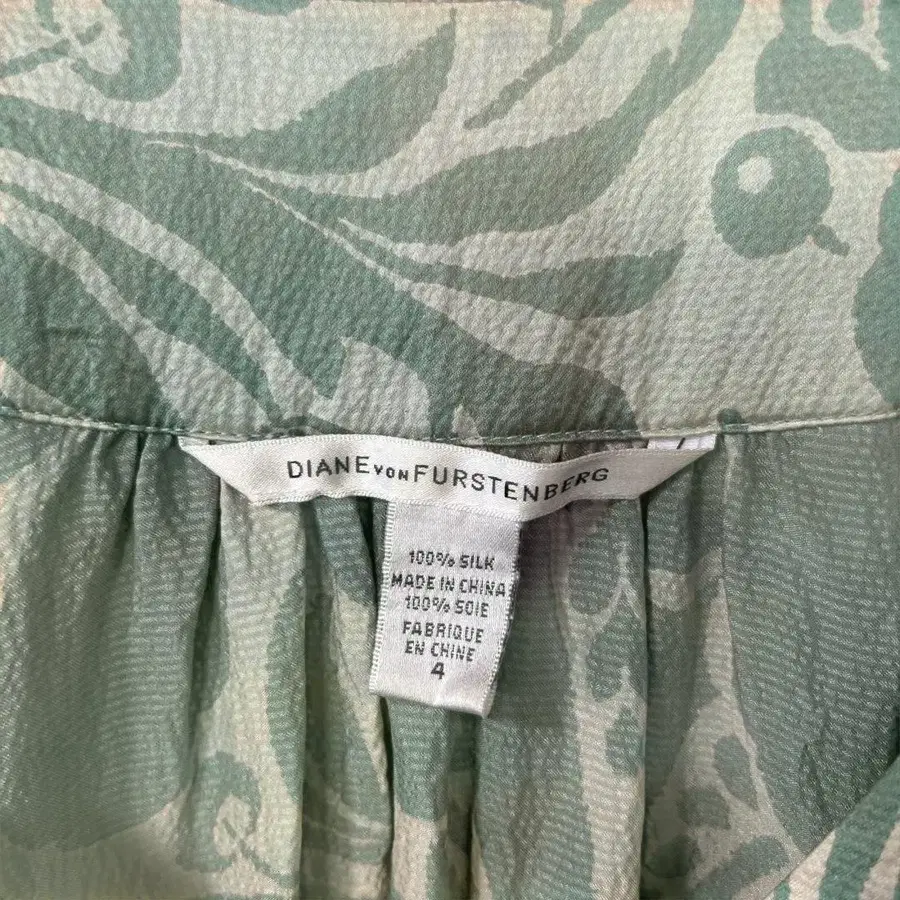 DIANE VON FURSTENBERG
100% SILK
MADE IN CHINA
100% SOIE
FABRIQUE
EN CHINE
4